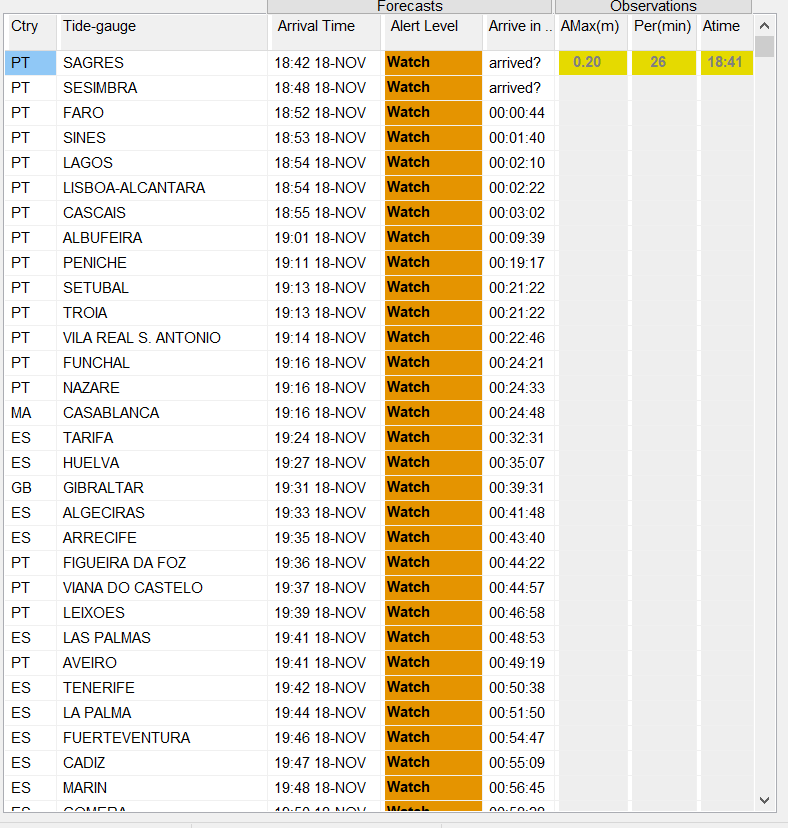 Forecasts Observations
Ctry Tide-gauge Arrival Time Alert Level Arrive in .. AMax(m) Per(min) Atime
PT SAGRES 18:42 18-NOV Watch arrived? 0.20 26 18:41
PT SESIMBRA 18:48 18-NOV Watch arrived?
PT FARO 18:52 18-NOV Watch 00:00:44
PT SINES 18:53 18-NOV Watch 00:01:40
PT LAGOS 18:54 18-NOV Watch 00:02:10
PT LISBOA-ALCANTARA 18:54 18-NOV Watch 00:02:22
PT CASCAIS 18:55 18-NOV Watch 00:03:02
PT ALBUFEIRA 19:01 18-NOV Watch 00:09:39
PT PENICHE 19:11 18-NOV Watch 00:19:17
PT SETUBAL 19:13 18-NOV Watch 00:21:22
PT TROIA 19:13 18-NOV Watch 00:21:22
PT VILA REAL S. ANTONIO 19:14 18-NOV Watch 00:22:46
PT FUNCHAL 19:16 18-NOV Watch 00:24:21
PT NAZARE 19:16 18-NOV Watch 00:24:33
MA CASABLANCA 19:16 18-NOV Watch 00:24:48
ES TARIFA 19:24 18-NOV Watch 00:32:31
ES HUELVA 19:27 18-NOV Watch 00:35:07
GB GIBRALTAR 19:31 18-NOV Watch 00:39:31
ES ALGECIRAS 19:33 18-NOV Watch 00:41:48
ES ARRECIFE 19:35 18-NOV Watch 00:43:40
PT FIGUEIRA DA FOZ 19:36 18-NOV Watch 00:44:22
PT VIANA DO CASTELO 19:37 18-NOV Watch 00:44:57
PT LEIXOES 19:39 18-NOV Watch 00:46:58
ES LAS PALMAS 19:41 18-NOV Watch 00:48:53
PT AVEIRO 19:41 18-NOV Watch 00:49:19
ES TENERIFE 19:42 18-NOV Watch 00:50:38
ES LA PALMA 19:44 18-NOV Watch 00:51:50
ES FUERTEVENTURA 19:46 18-NOV Watch 00:54:47
ES CADIZ 19:47 18-NOV Watch 00:55:09
ES MARIN 19:48 18-NOV Watch 00:56:45
ES GOMERA 18-NOV Watch